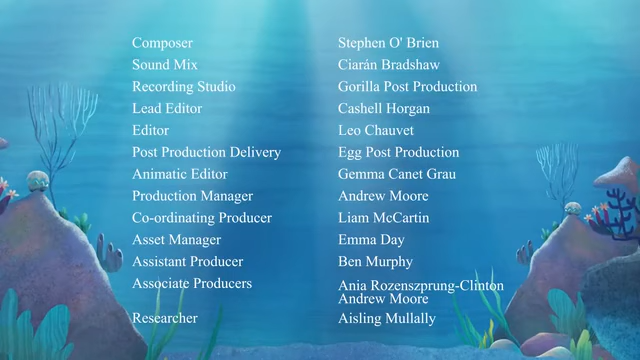 Composer Stephen O' Brien
Sound Mix Ciarán Bradshaw
Recording Studio Gorilla Post Production
Lead Editor Cashell Horgan
Editor Leo Chauvet
Post Production Delivery Egg Post Production
Animatic Editor Gemma Canet Grau
Production Manager Andrew Moore
Co-ordinating Producer Liam McCartin
Asset Manager Emma Day
Assistant Producer Ben Murphy
Associate Producers Ania Rozenszprung-Clinton
Andrew Moore
Researcher Aisling Mullally